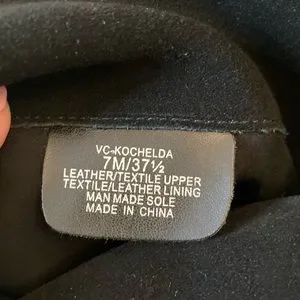 VC-KOCHELDA
7M/37½
LEATHER/TEXTILE UPPER
TEXTILE/LEATHER LINING
MAN MADE SOLE
MADE IN CHINA